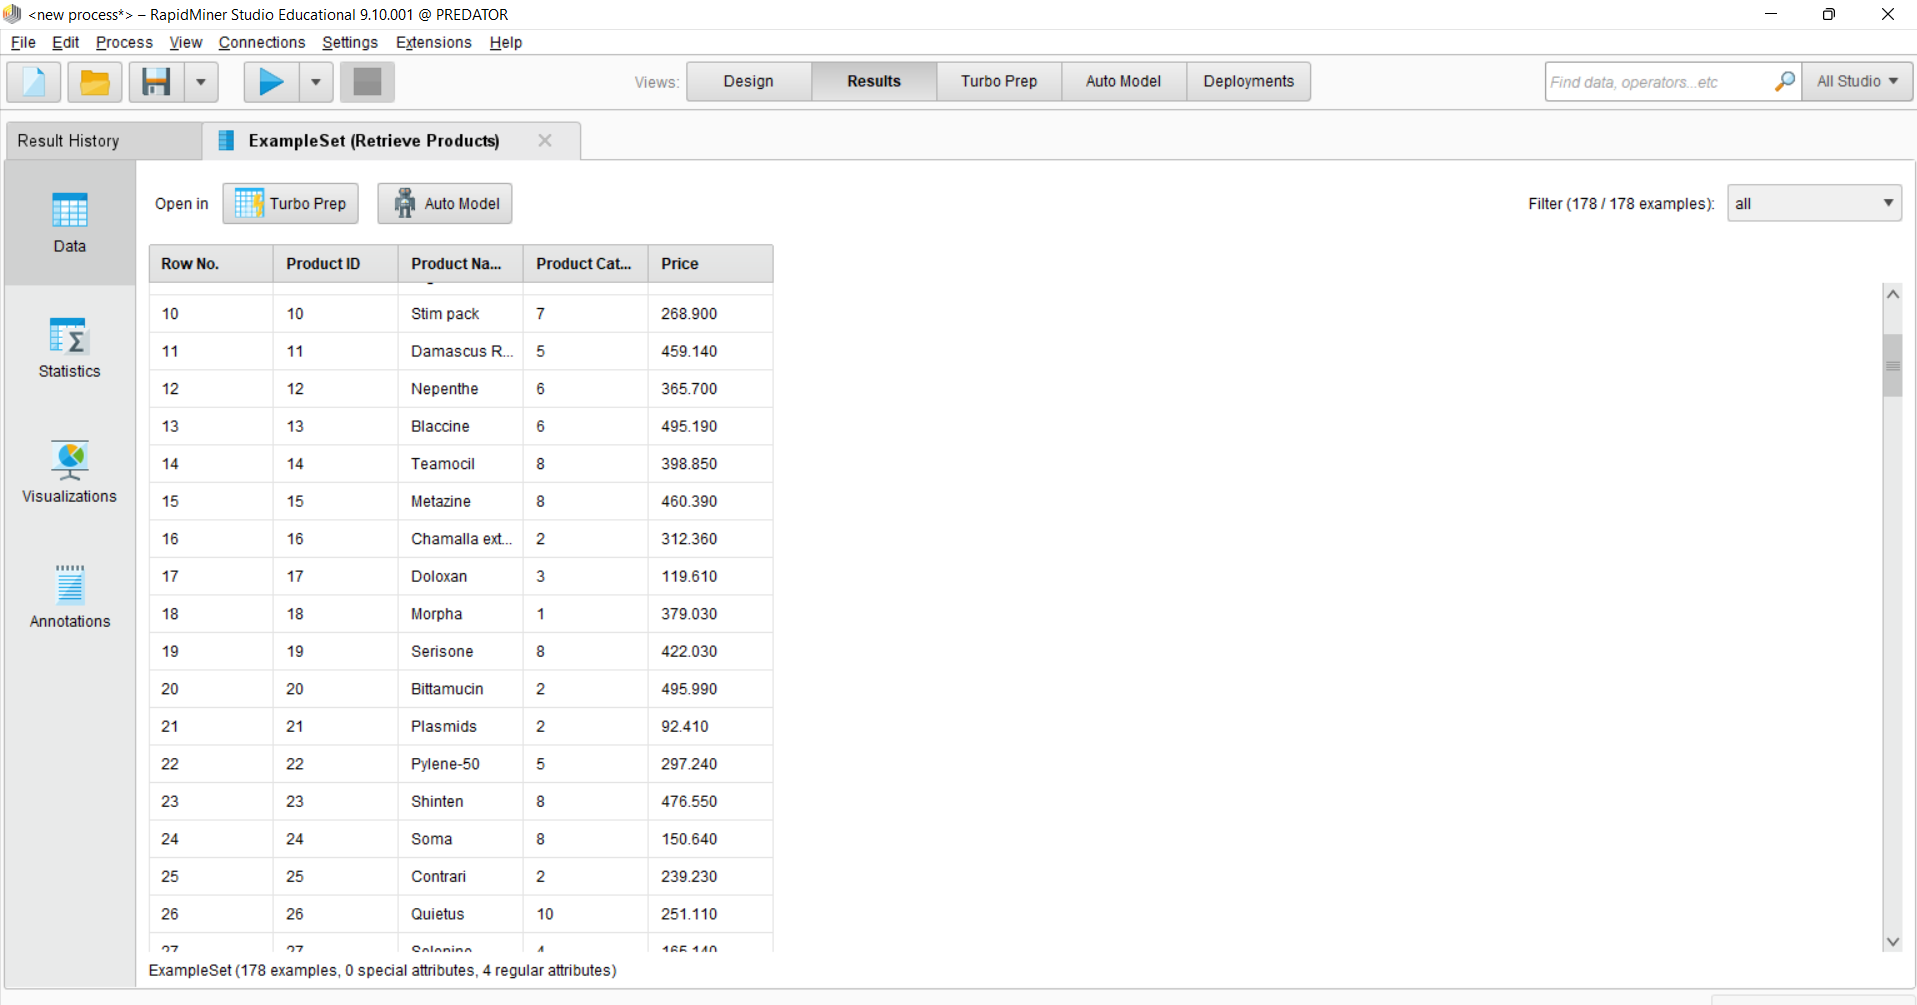 <new process*> – RapidMiner Studio Educational 9.10.001 @ PREDATOR
File Edit Process View Connections Settings Extensions Help
Views: Design Results Turbo Prep Auto Model Deployments Find data, operators...etc All Studio
Result History ExampleSet (Retrieve Products)
Open in Turbo Prep Auto Model Filter (178 / 178 examples): all
Data
Statistics
Visualizations
Annotations
Row No. Product ID Product Na... Product Cat... Price
10 10 Stim pack 7 268.900
11 11 Damascus R... 5 459.140
12 12 Nepenthe 6 365.700
13 13 Blaccine 6 495.190
14 14 Teamocil 8 398.850
15 15 Metazine 8 460.390
16 16 Chamalla ext... 2 312.360
17 17 Doloxan 3 119.610
18 18 Morpha 1 379.030
19 19 Serisone 8 422.030
20 20 Bittamucin 2 495.990
21 21 Plasmids 2 92.410
22 22 Pylene-50 5 297.240
23 23 Shinten 8 476.550
24 24 Soma 8 150.640
25 25 Contrari 2 239.230
26 26 Quietus 10 251.110
27 27 4 165.140
ExampleSet (178 examples, 0 special attributes, 4 regular attributes)